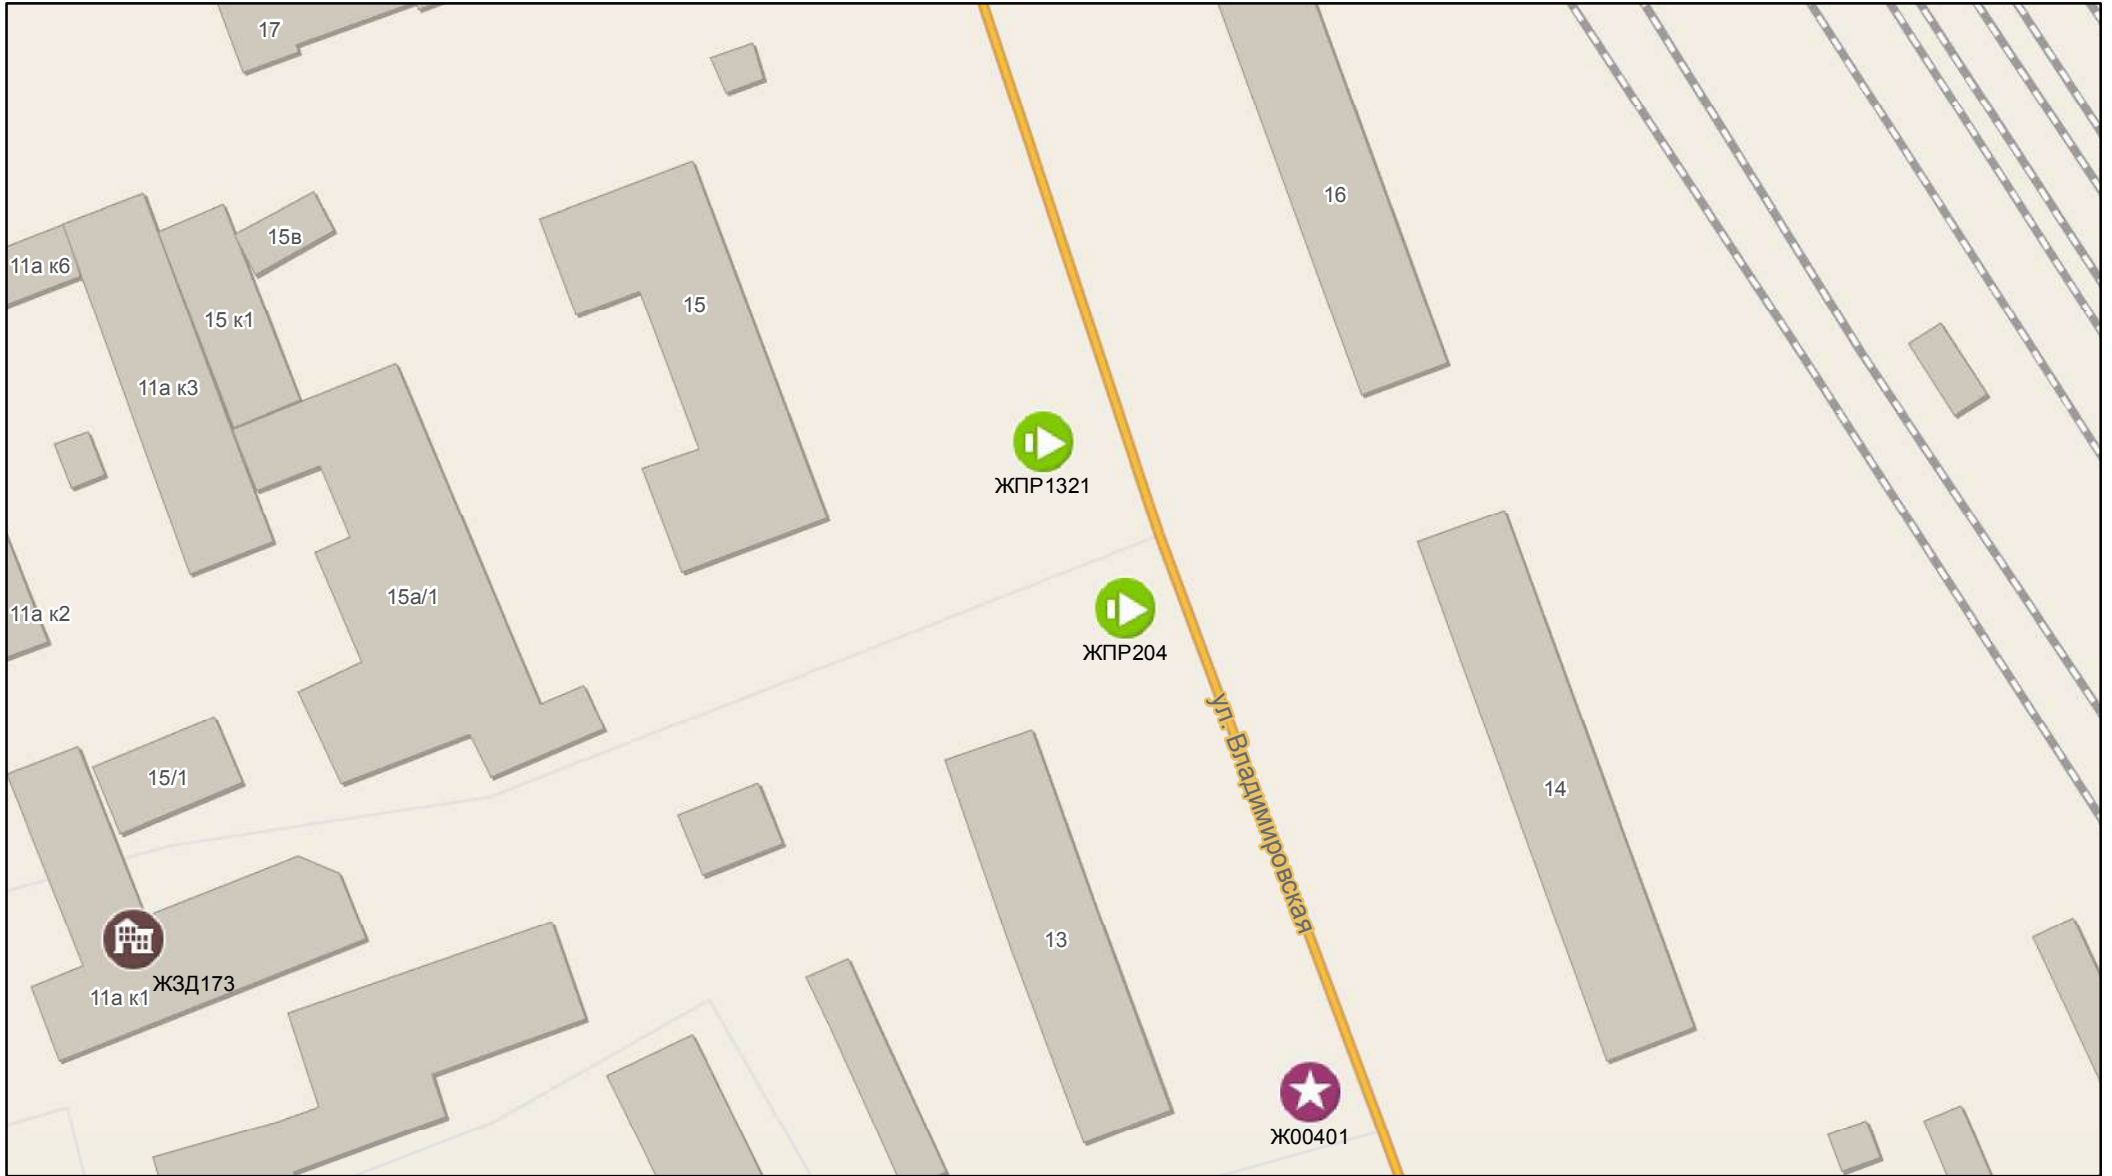 17
16
15в
11а к6
15
15 к1
11а к3
ЖПР1321
15а/1
11а к2
ЖПР204
ул. Владимировская
15/1
14
13
ЖЗД173
11а к1
Ж00401